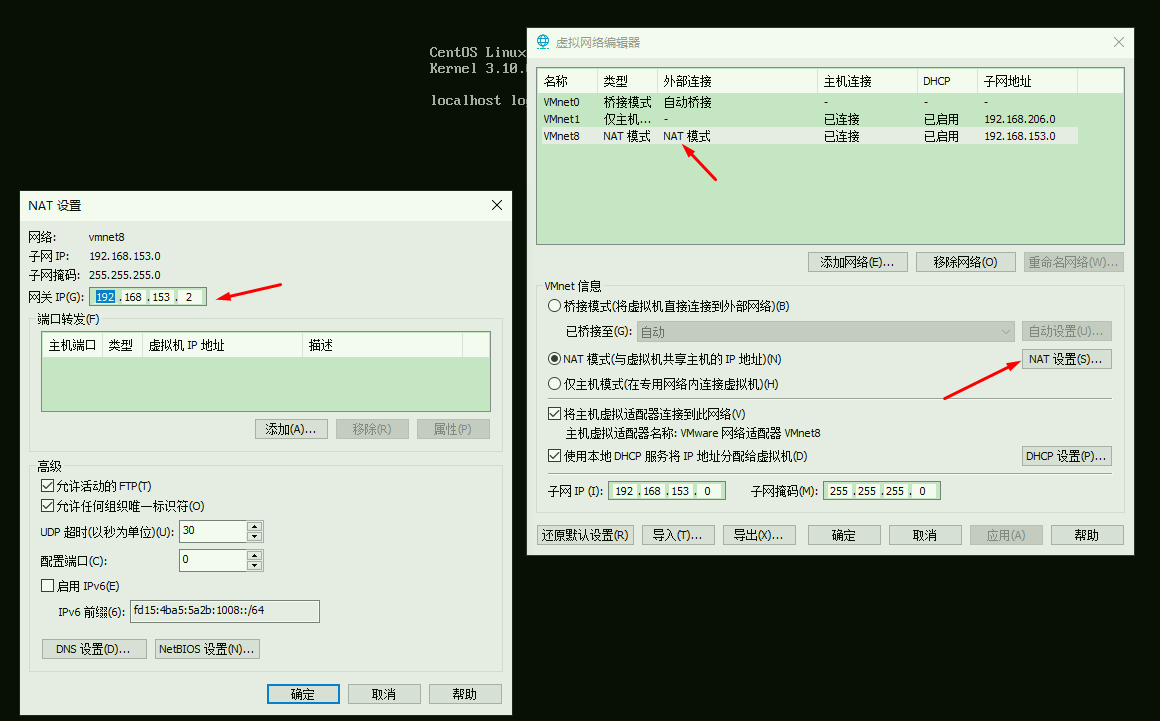 CentOS Linux
Kernel 3.10.
localhost lo
虚拟网络编辑器
名称 类型 外部连接 主机连接 DHCP 子网地址
VMnet0 桥接模式 自动桥接 - - -
VMnet1 仅主机... - 已连接 已启用 192.168.206.0
VMnet8 NAT 模式 NAT 模式 已连接 已启用 192.168.153.0
添加网络(E)... 移除网络(O) 重命名网络(W)...
VMnet 信息
桥接模式(将虚拟机直接连接到外部网络)(B)
已桥接至(G): 自动 自动设置(U)...
NAT 模式(与虚拟机共享主机的 IP 地址)(N) NAT 设置(S)...
仅主机模式(在专用网络内连接虚拟机)(H)
将主机虚拟适配器连接到此网络(V)
主机虚拟适配器名称: VMware 网络适配器 VMnet8
使用本地 DHCP 服务将 IP 地址分配给虚拟机(D) DHCP 设置(P)...
子网 IP (I): 192 . 168 . 153 . 0 子网掩码(M): 255 . 255 . 255 . 0
还原默认设置(R) 导入(T)... 导出(X)... 确定 取消 应用(A) 帮助
NAT 设置
网络: vmnet8
子网 IP: 192.168.153.0
子网掩码: 255.255.255.0
网关 IP(G): 192 . 168 . 153 . 2
端口转发(F)
主机端口 类型 虚拟机 IP 地址 描述
添加(A)... 移除(R) 属性(P)
高级
允许活动的 FTP(T)
允许任何组织唯一标识符(O)
UDP 超时(以秒为单位)(U): 30
配置端口(C): 0
启用 IPv6(E)
IPv6 前缀(6): fd15:4ba5:5a2b:1008::/64
DNS 设置(D)... NetBIOS 设置(N)...
确定 取消 帮助